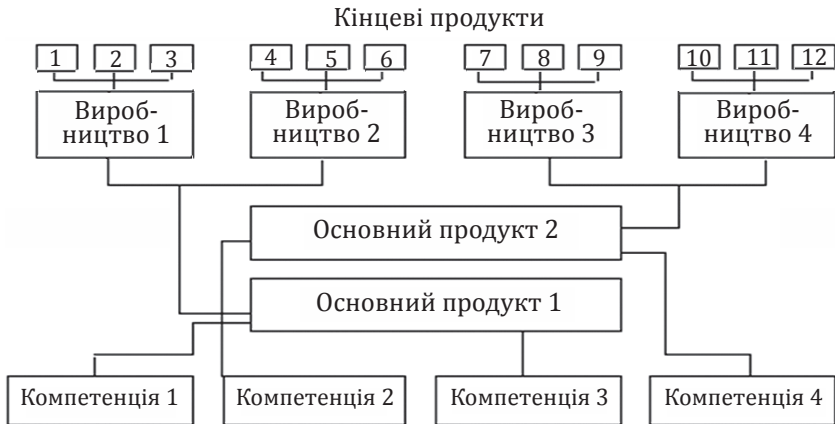 Кінцеві продукти
1 2 3 4 5 6 7 8 9 10 11 12
Вироб-
ництво 1
Вироб-
ництво 2
Вироб-
ництво 3
Вироб-
ництво 4
Основний продукт 2
Основний продукт 1
Компетенція 1 Компетенція 2 Компетенція 3 Компетенція 4